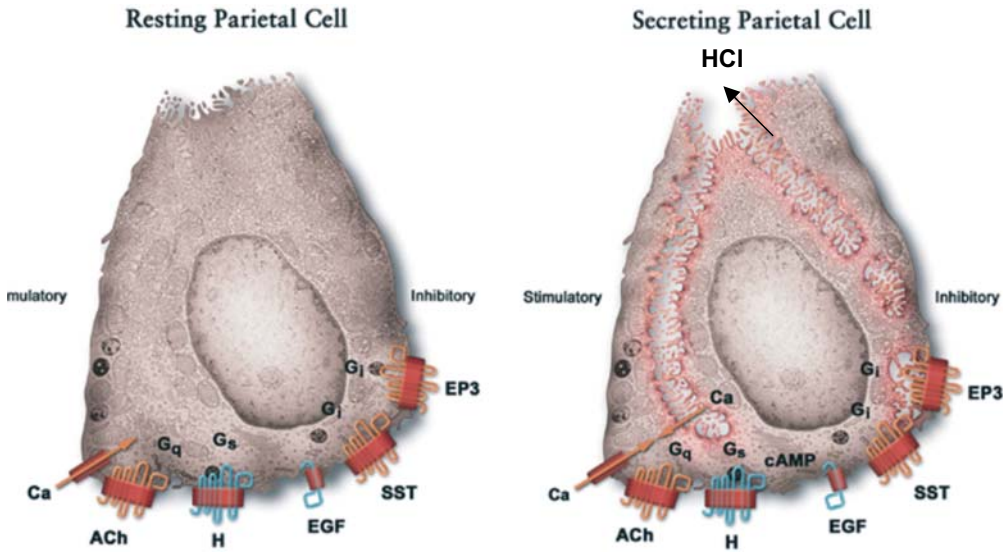 Resting Parietal Cell
mulatory
Inhibitory
Gi
EP3
Gi
Gq
Gs
Ca
SST
ACh
H
EGF
Secreting Parietal Cell
HCl
Stimulatory
Inhibitory
Gi
EP3
Ca
Gi
Gq
Gs
cAMP
Ca
SST
ACh
H
EGF